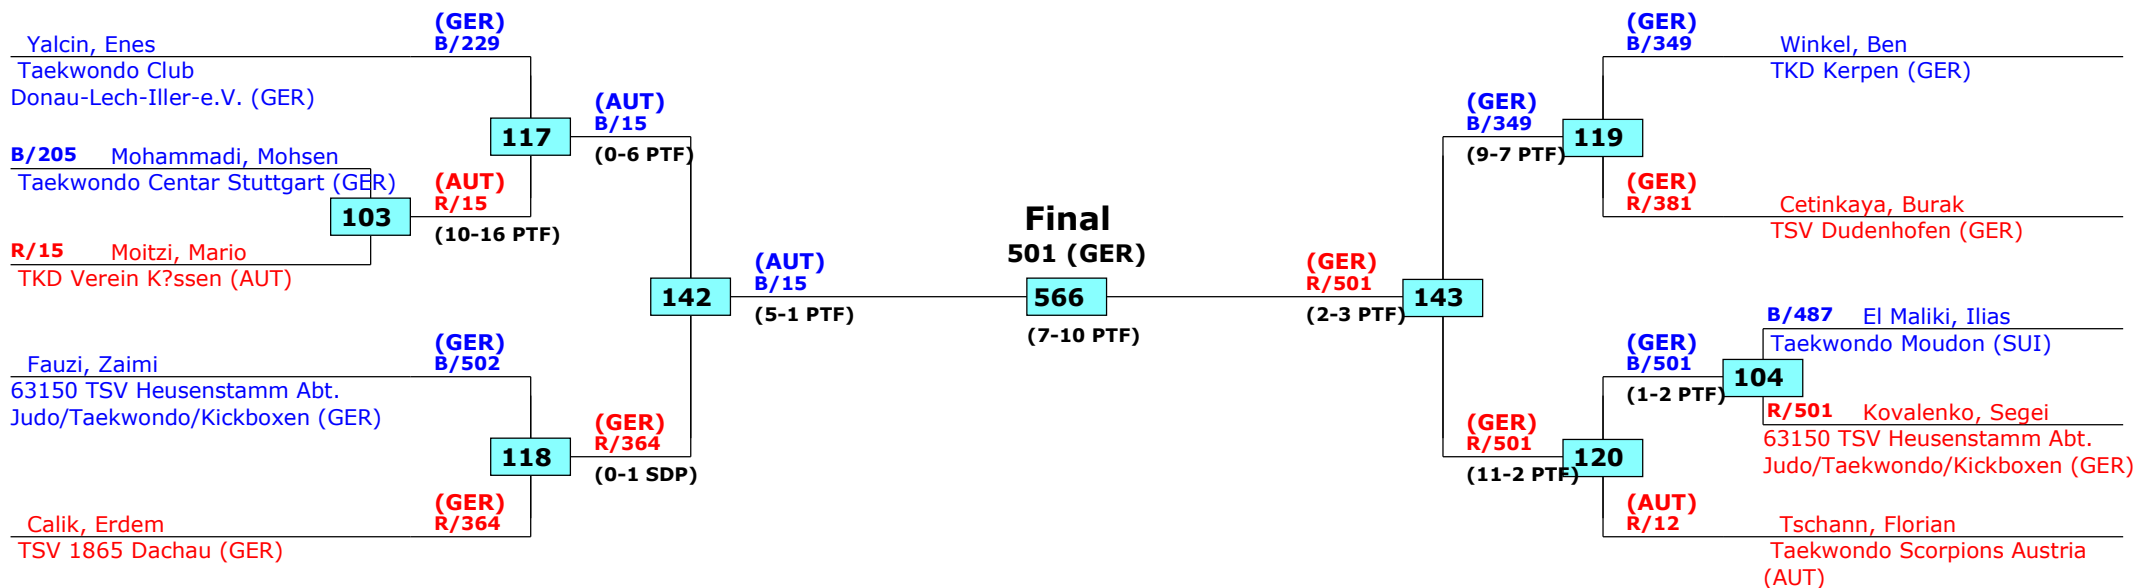 (GER)
B/229
Yalcin, Enes
Taekwondo Club
Donau-Lech-Iller-e.V. (GER)
117
(AUT)
B/15
(0-6 PTF)
B/205 Mohammadi, Mohsen
Taekwondo Centar Stuttgart (GER)
103
(AUT)
R/15
(10-16 PTF)
R/15 Moitzi, Mario
TKD Verein K?ssen (AUT)
142
(AUT)
B/15
(5-1 PTF)
(GER)
B/502
Fauzi, Zaimi
63150 TSV Heusenstamm Abt.
Judo/Taekwondo/Kickboxen (GER)
118
(GER)
R/364
(0-1 SDP)
(GER)
R/364
Calik, Erdem
TSV 1865 Dachau (GER)
Final
501 (GER)
566
(7-10 PTF)
(GER)
B/349
Winkel, Ben
TKD Kerpen (GER)
(GER)
B/349
(9-7 PTF)
119
(GER)
R/381
Cetinkaya, Burak
TSV Dudenhofen (GER)
(GER)
R/501
(2-3 PTF)
143
B/487 El Maliki, Ilias
Taekwondo Moudon (SUI)
(GER)
B/501
(1-2 PTF)
104
R/501 Kovalenko, Segei
63150 TSV Heusenstamm Abt.
Judo/Taekwondo/Kickboxen (GER)
(GER)
R/501
(11-2 PTF)
120
(AUT)
R/12
Tschann, Florian
Taekwondo Scorpions Austria
(AUT)